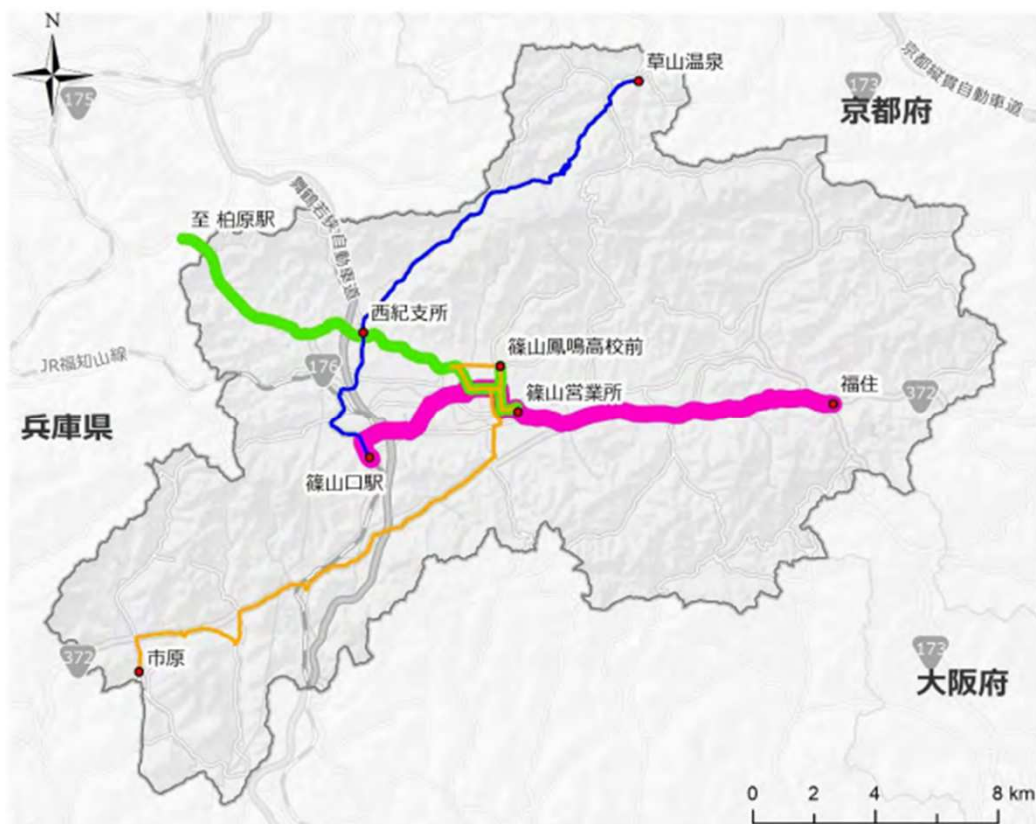 N
草山温泉
京都縦貫自動車道
175
173
京都府
舞鶴若狭自動車道
至 柏原駅
西紀支所
JR福知山線
176
篠山鳳鳴高校前
篠山営業所
福住
372
兵庫県
篠山口駅
372
市原
173
大阪府
0 2 4 8 km